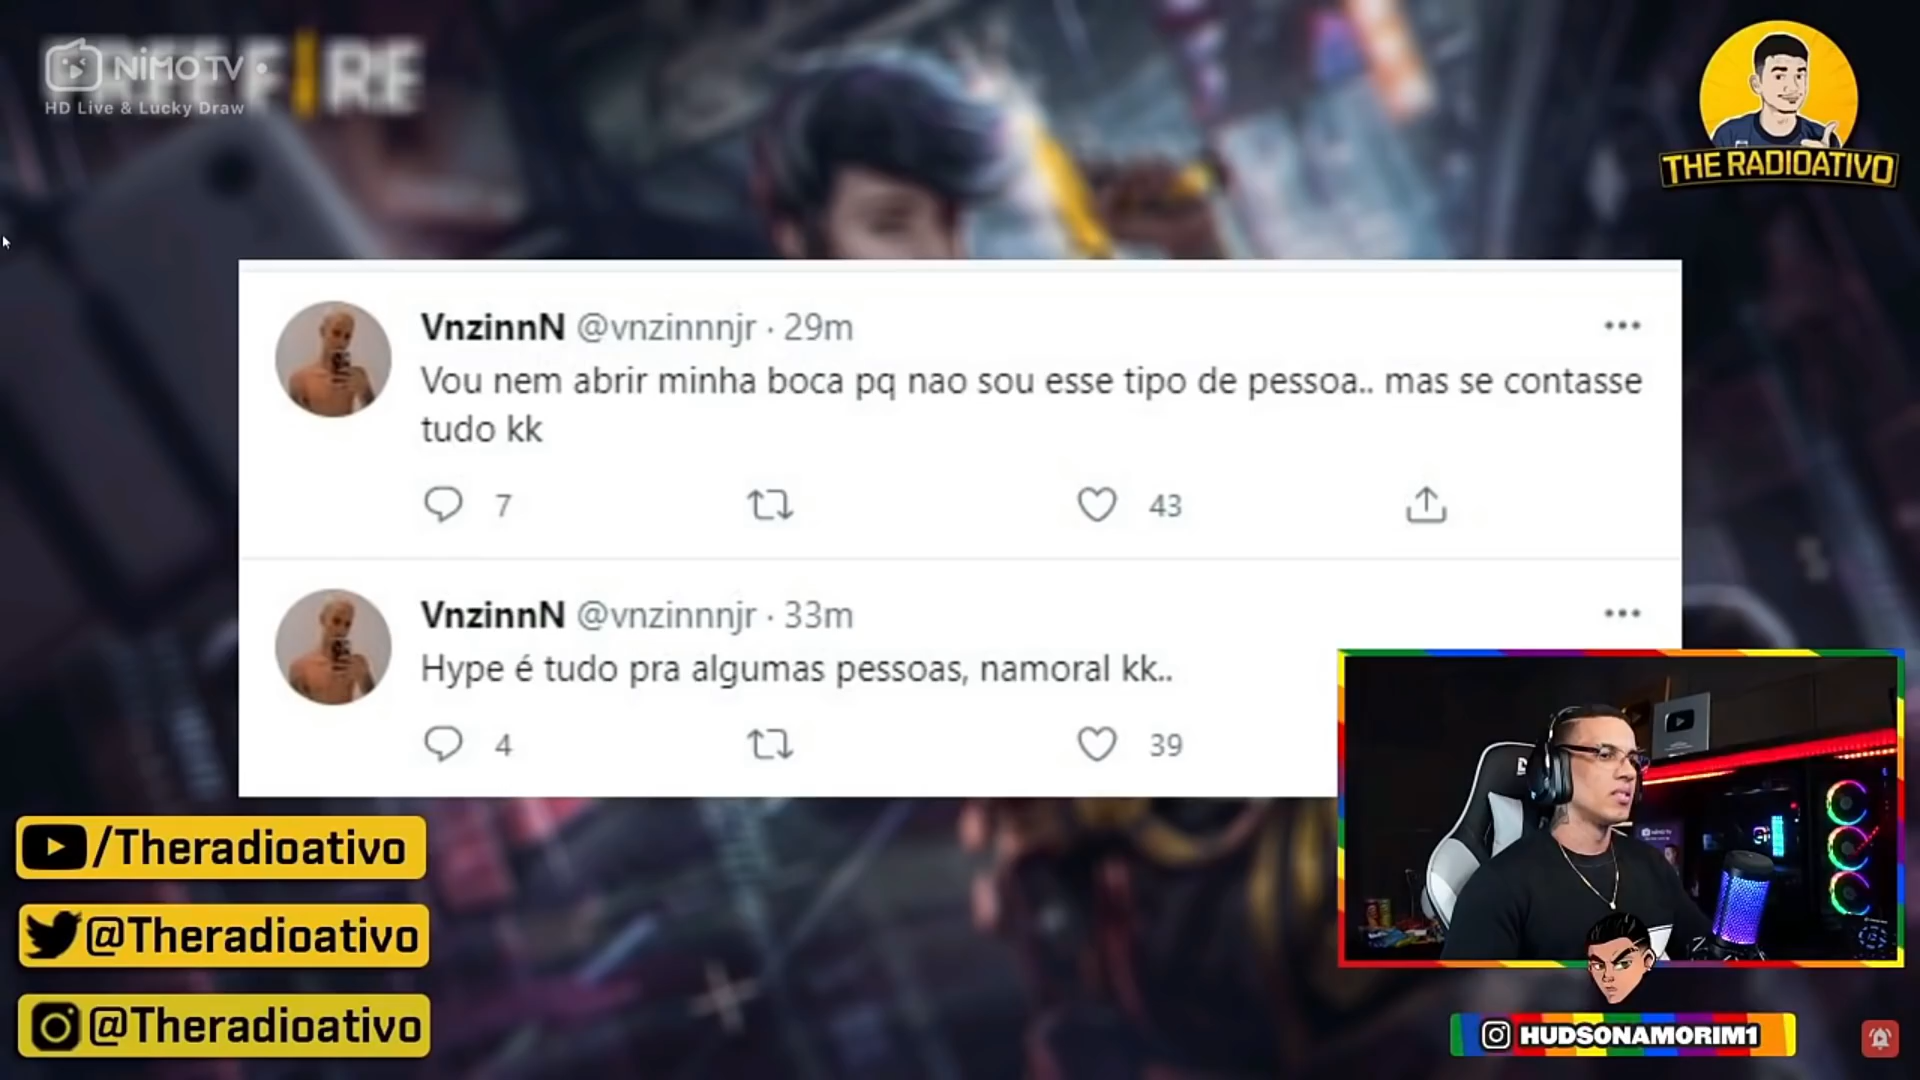 FREE FIRE
NiMO TV
HD Live & Lucky Draw
THE RADIOATIVO
VnzinnN @vnzinnnjr · 29m
Vou nem abrir minha boca pq nao sou esse tipo de pessoa.. mas se contasse
tudo kk
7
43
VnzinnN @vnzinnnjr · 33m
Hype é tudo pra algumas pessoas, namoral kk..
4
39
/Theradioativo
@Theradioativo
@Theradioativo
HUDSONAMORIM1